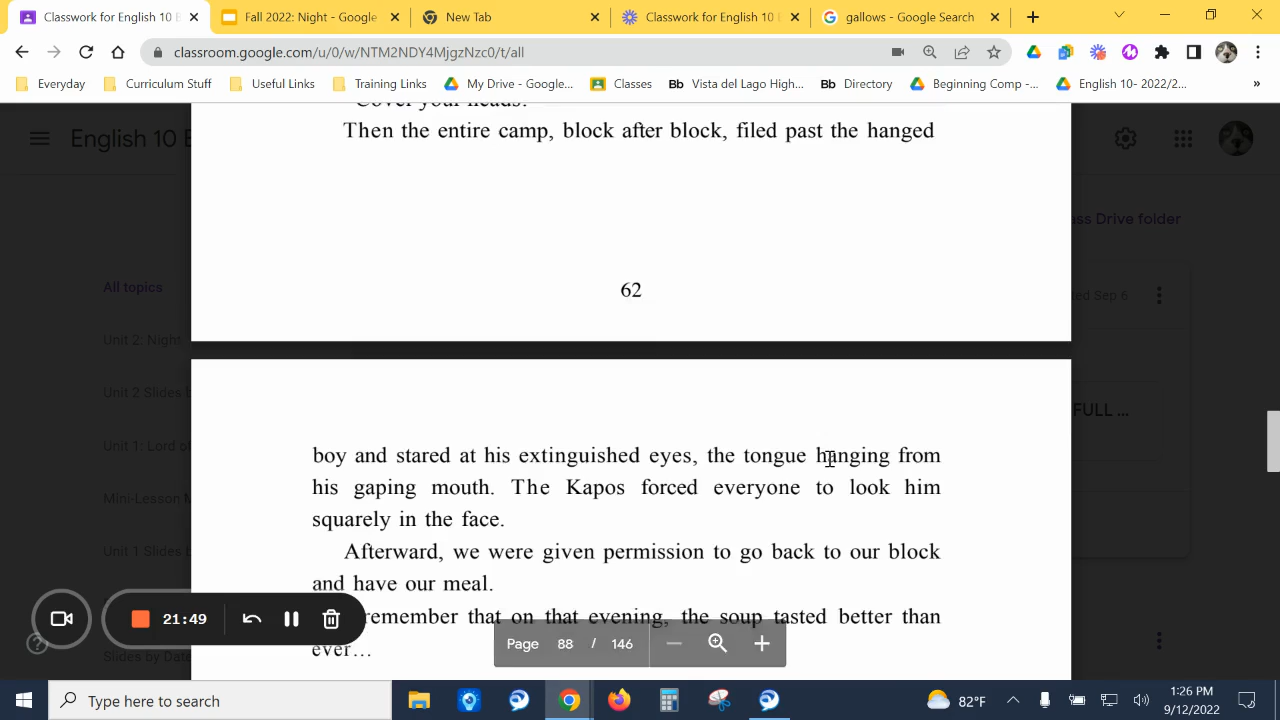 Classwork for English 10 E
Fall 2022: Night - Google
New Tab
Classwork for English 10 E
gallows - Google Search
classroom.google.com/u/0/w/NTM2NDY4MjgzNzc0/t/all
Everyday
Curriculum Stuff
Useful Links
Training Links
My Drive - Google...
Classes
Bb Vista del Lago High...
Bb Directory
Beginning Comp -...
English 10- 2022/2...
»
English 10 E
Cover your heads!
Then the entire camp, block after block, filed past the hanged
ass Drive folder
62
All topics
ted Sep 6
Unit 2: Night
Unit 2 Slides b
FULL ...
Unit 1: Lord o
boy and stared at his extinguished eyes, the tongue hanging from
his gaping mouth. The Kapos forced everyone to look him
squarely in the face.
Mini-Lesson M
Unit 1 Slides b
Afterward, we were given permission to go back to our block
and have our meal.
remember that on that evening, the soup tasted better than
ever...
21:49
Page 88 / 146
Slides by Date
Type here to search
82°F
1:26 PM
9/12/2022